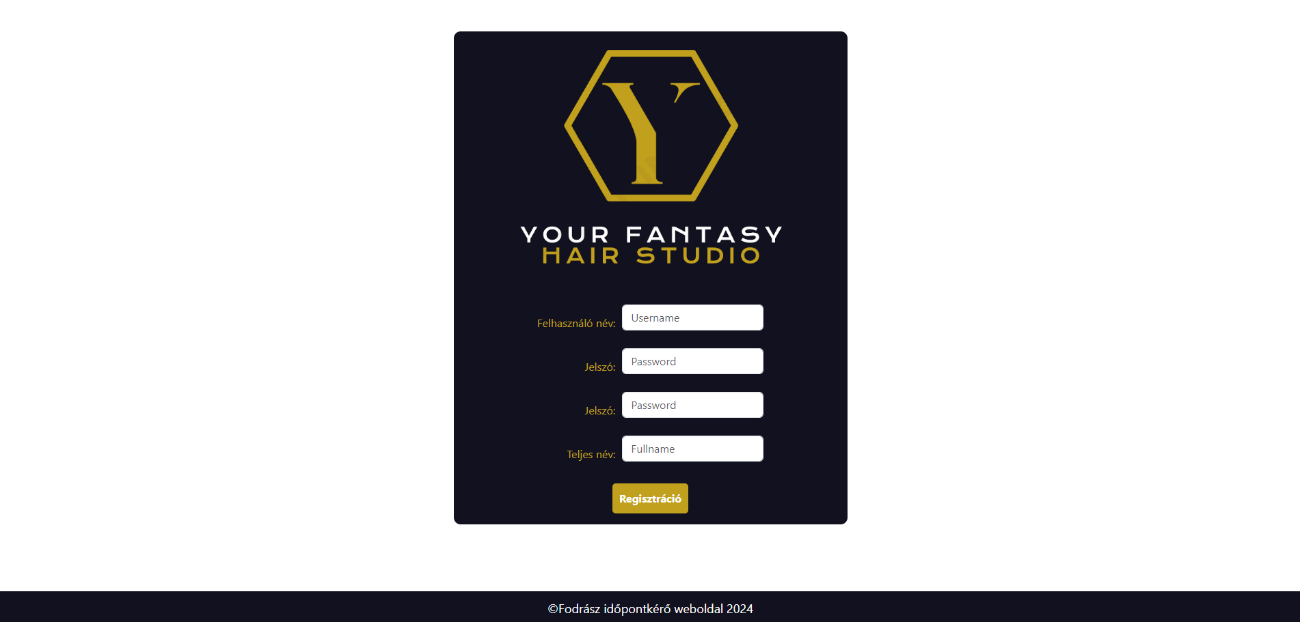 Y
YOUR FANTASY
HAIR STUDIO
Felhasználó név: Username
Jelszó: Password
Jelszó: Password
Teljes név: Fullname
Regisztráció
©Fodrász időpontkérő weboldal 2024